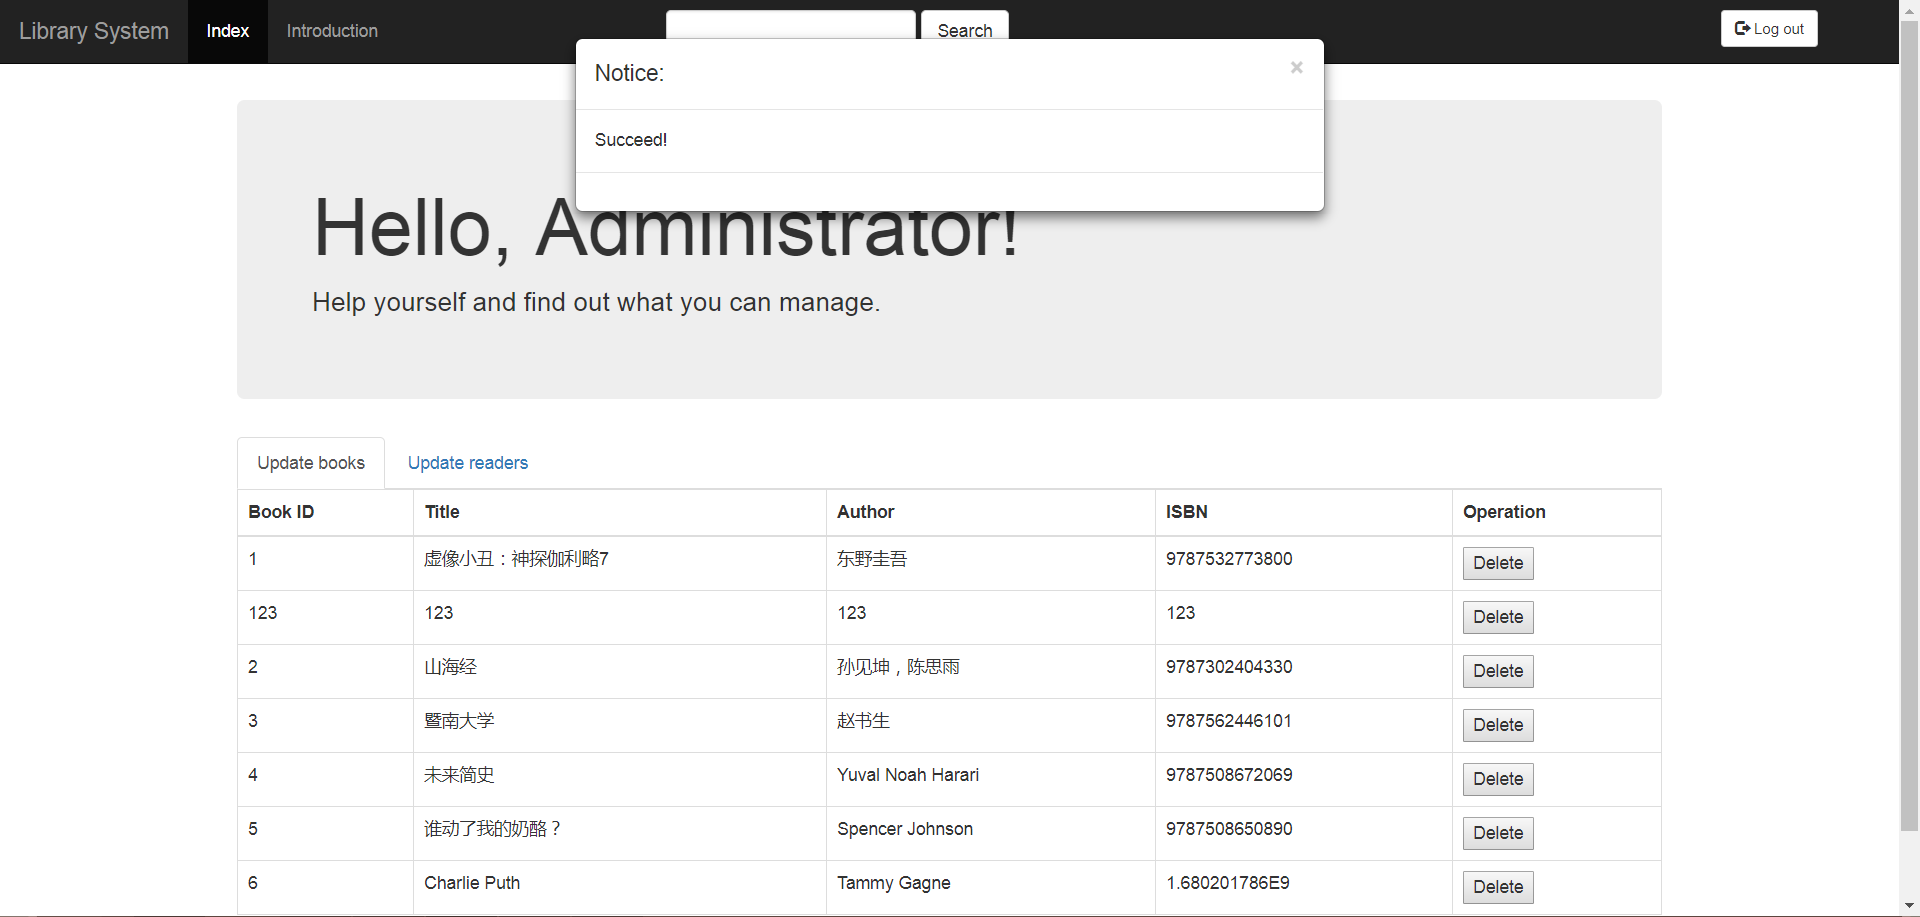 Library System Index Introduction Search Log out
Notice: ×
Succeed!
Hello, Administrator!
Help yourself and find out what you can manage.
Update books Update readers
Book ID Title Author ISBN Operation
1 虚像小丑：神探伽利略7 东野圭吾 9787532773800 Delete
123 123 123 123 Delete
2 山海经 孙见坤，陈思雨 9787302404330 Delete
3 暨南大学 赵书生 9787562446101 Delete
4 未来简史 Yuval Noah Harari 9787508672069 Delete
5 谁动了我的奶酪？ Spencer Johnson 9787508650890 Delete
6 Charlie Puth Tammy Gagne 1.680201786E9 Delete